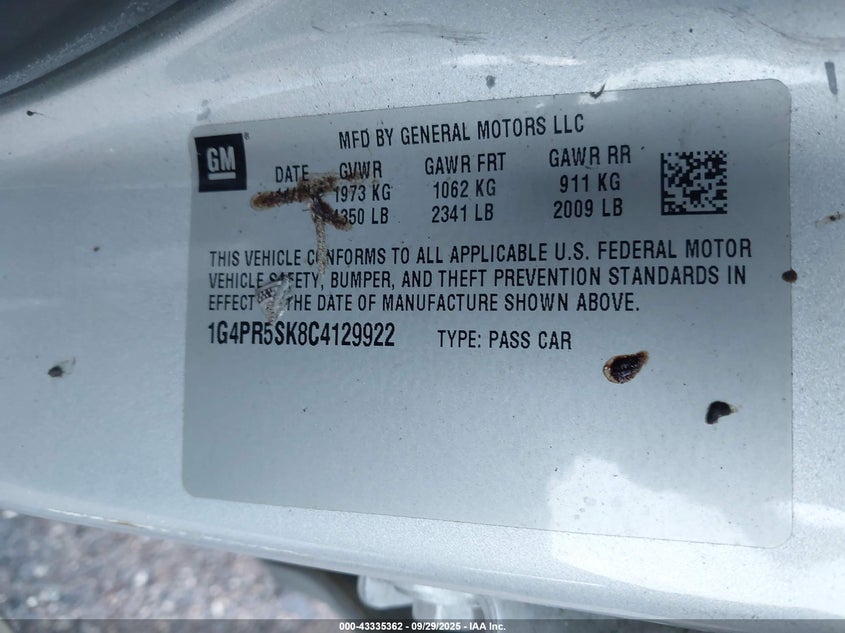 GM
®
MFD BY GENERAL MOTORS LLC
DATE GVWR GAWR FRT GAWR RR
1973 KG 1062 KG 911 KG
4350 LB 2341 LB 2009 LB
THIS VEHICLE CONFORMS TO ALL APPLICABLE U.S. FEDERAL MOTOR
VEHICLE SAFETY, BUMPER, AND THEFT PREVENTION STANDARDS IN
EFFECT THE DATE OF MANUFACTURE SHOWN ABOVE.
1G4PR5SK8C4129922 TYPE: PASS CAR
000-43335362 - 09/29/2025 - IAA Inc.